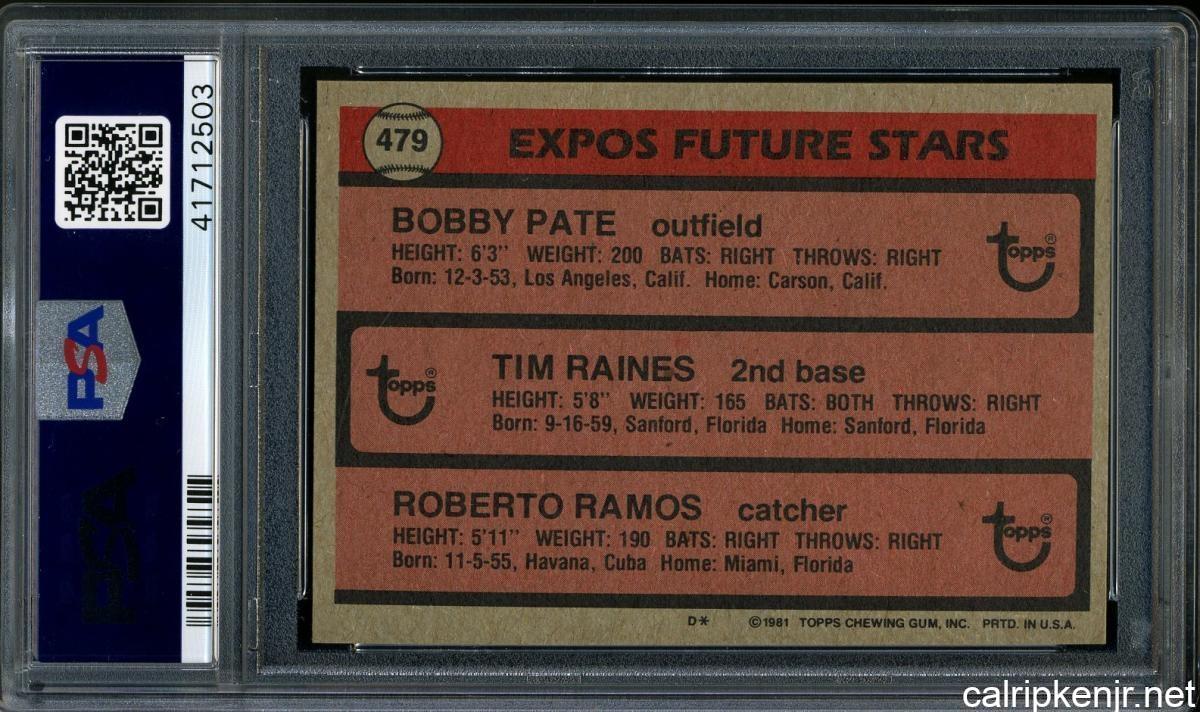 41712503
PSA
PSA
479
EXPOS FUTURE STARS
BOBBY PATE outfield
HEIGHT: 6'3" WEIGHT: 200 BATS: RIGHT THROWS: RIGHT
Born: 12-3-53, Los Angeles, Calif. Home: Carson, Calif.
Topps®
Topps®
TIM RAINES 2nd base
HEIGHT: 5'8" WEIGHT: 165 BATS: BOTH THROWS: RIGHT
Born: 9-16-59, Sanford, Florida Home: Sanford, Florida
ROBERTO RAMOS catcher
HEIGHT: 5'11" WEIGHT: 190 BATS: RIGHT THROWS: RIGHT
Born: 11-5-55, Havana, Cuba Home: Miami, Florida
Topps®
D* ©1981 TOPPS CHEWING GUM, INC. PRTD. IN U.S.A.
calripkenjr.net